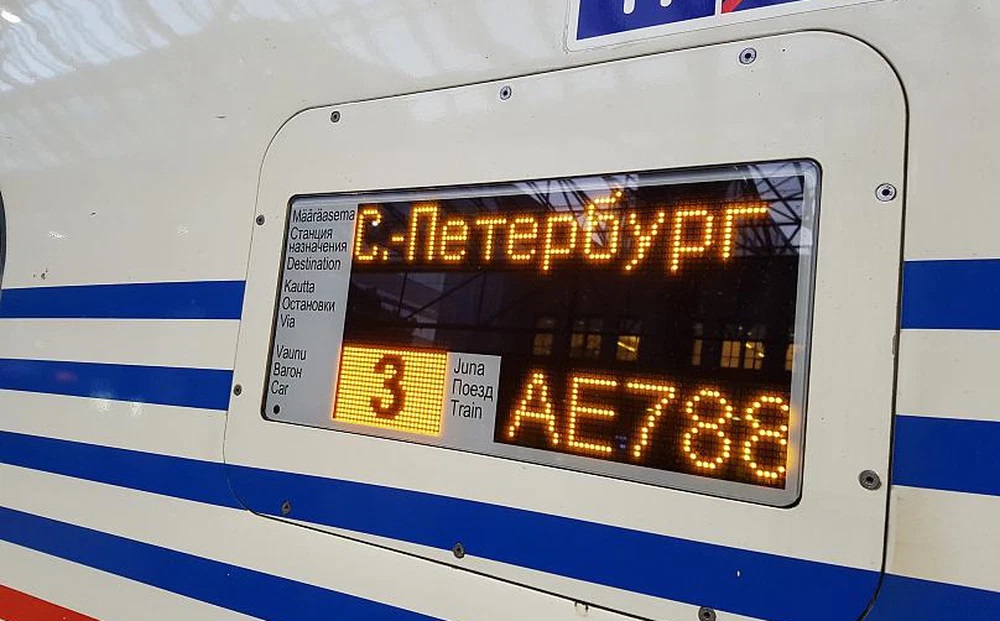 Määräasema
Станция
назначения
Destination
С.-Петербург
Kautta
Остановки
Via
Vaunu
Вагон
Car
3
Juna
Поезд
Train
AE788